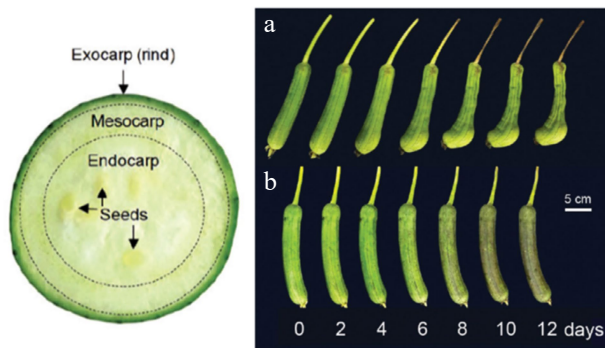 Exocarp (rind)
Mesocarp
Endocarp
Seeds
a
b
5 cm
0 2 4 6 8 10 12 days